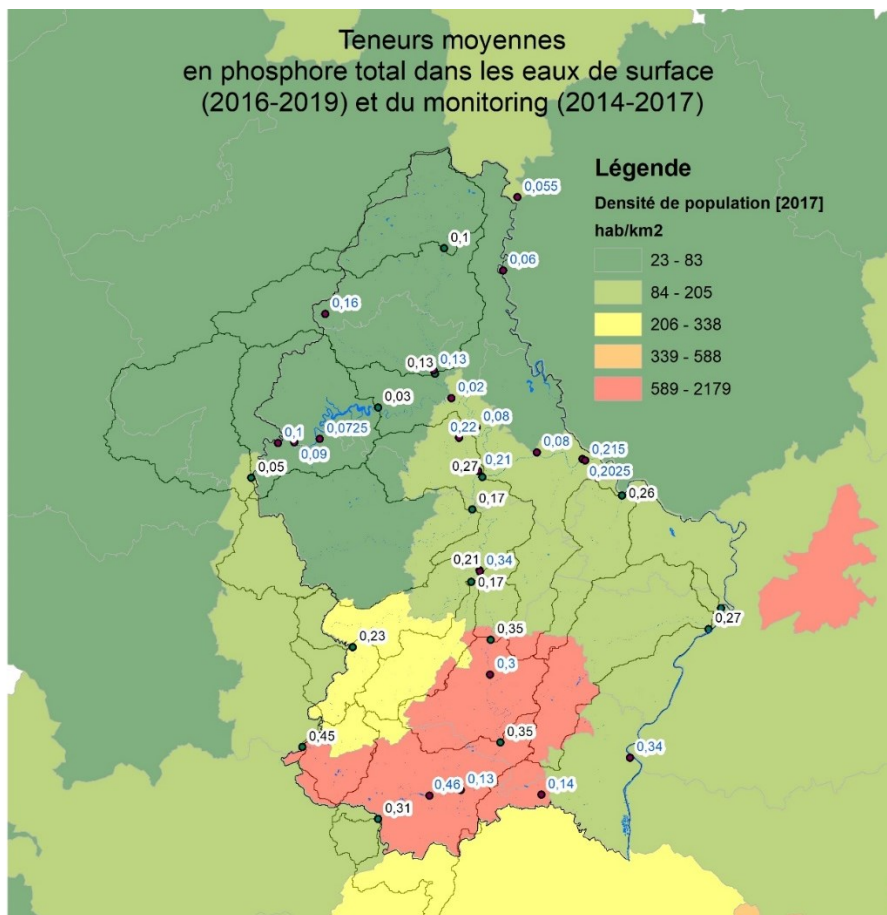 Teneurs moyennes
en phosphore total dans les eaux de surface
(2016-2019) et du monitoring (2014-2017)
Légende
Densité de population [2017]
hab/km2
23 - 83
84 - 205
206 - 338
339 - 588
589 - 2179
0,055
0,1
0,06
0,16
0,13 0,13
0,02
0,03
0,08
0,22
0,1 0,0725
0,09
0,08
0,215
0,2025
0,05
0,27 0,21
0,26
0,17
0,21 0,34
0,17
0,27
0,23
0,35
0,3
0,45
0,35
0,34
0,46 0,13
0,14
0,31